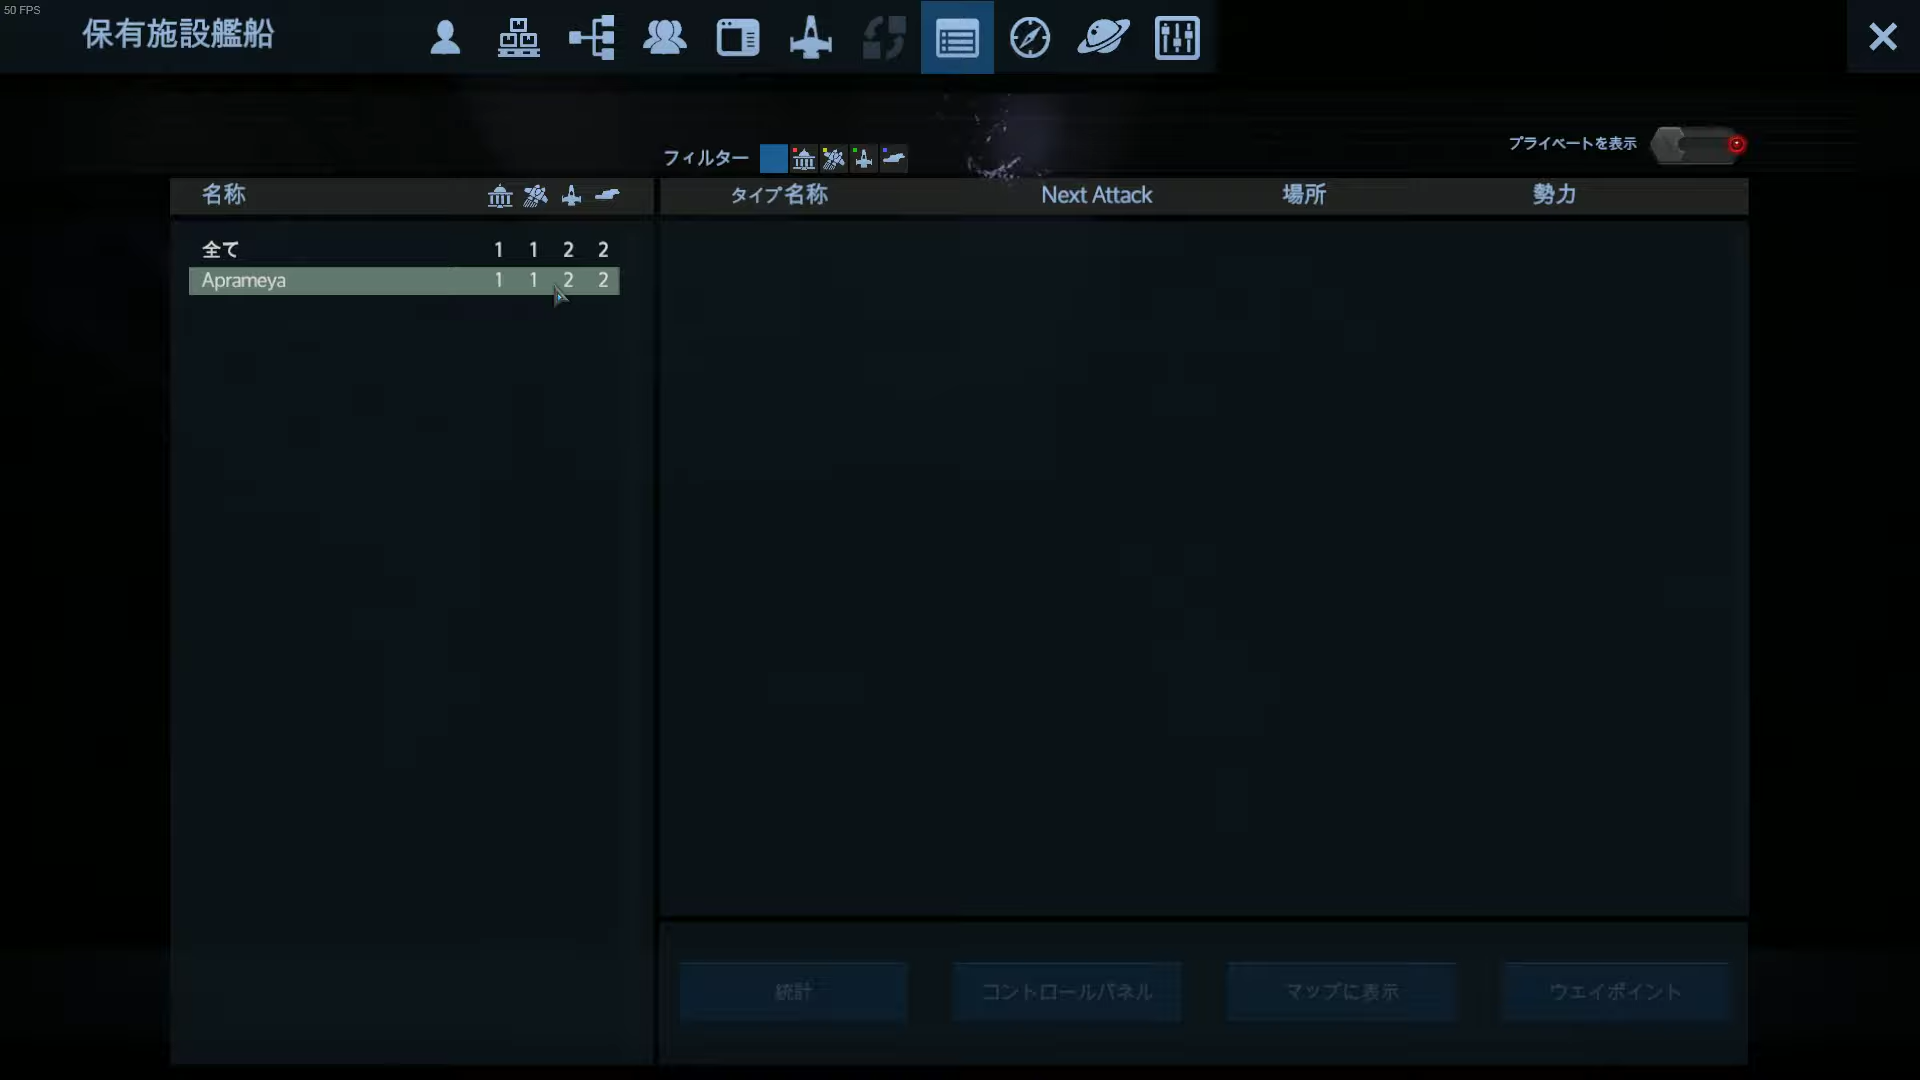 50 FPS
保有施設艦船
プライベートを表示
フィルター
名称
タイプ 名称 Next Attack 場所 勢力
全て 1 1 2 2
Aprameya 1 1 2 2
統計 コントロールパネル マップに表示 ウェイポイント